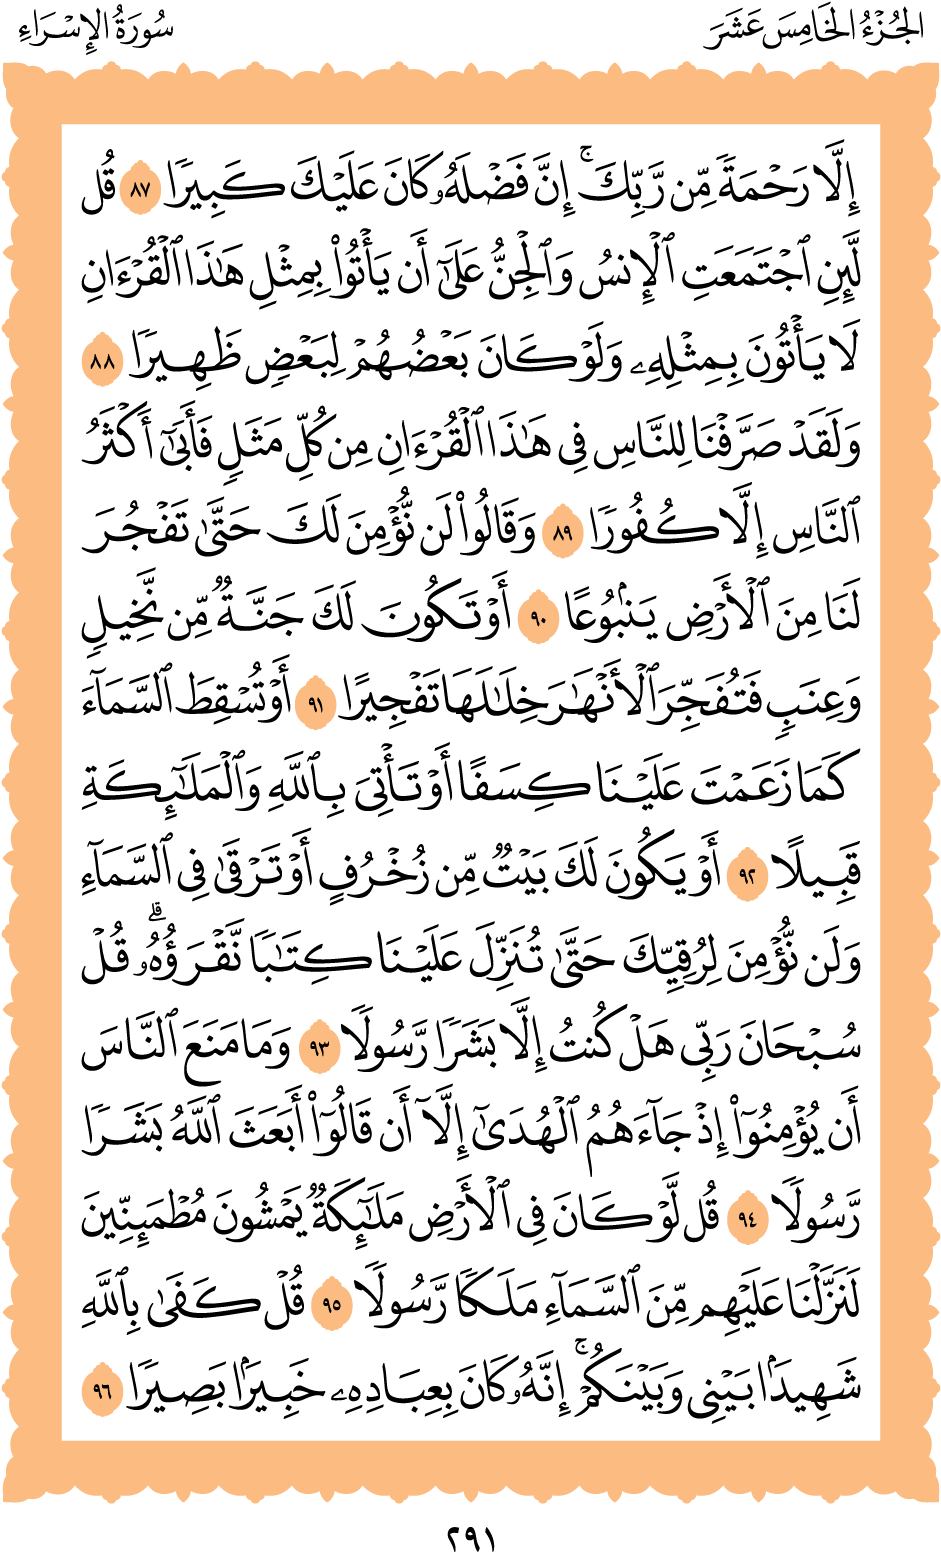 الجُزْءُ الخَامِسَ عَشَرَ
سُورَةُ الإِسْرَاءِ
إِلَّا رَحْمَةً مِّن رَّبِّكَ ۚ إِنَّ فَضْلَهُۥ كَانَ عَلَيْكَ كَبِيرًا ٨٧ قُل
لَّئِنِ ٱجْتَمَعَتِ ٱلْإِنسُ وَٱلْجِنُّ عَلَىٰٓ أَن يَأْتُوا۟ بِمِثْلِ هَٰذَا ٱلْقُرْءَانِ
لَا يَأْتُونَ بِمِثْلِهِۦ وَلَوْ كَانَ بَعْضُهُمْ لِبَعْضٍ ظَهِيرًا ٨٨
وَلَقَدْ صَرَّفْنَا لِلنَّاسِ فِى هَٰذَا ٱلْقُرْءَانِ مِن كُلِّ مَثَلٍ فَأَبَىٰٓ أَكْثَرُ
ٱلنَّاسِ إِلَّا كُفُورًا ٨٩ وَقَالُوا۟ لَن نُّؤْمِنَ لَكَ حَتَّىٰ تَفْجُرَ
لَنَا مِنَ ٱلْأَرْضِ يَنۢبُوعًا ٩٠ أَوْ تَكُونَ لَكَ جَنَّةٌ مِّن نَّخِيلٍ
وَعِنَبٍ فَتُفَجِّرَ ٱلْأَنْهَٰرَ خِلَٰلَهَا تَفْجِيرًا ٩١ أَوْ تُسْقِطَ ٱلسَّمَآءَ
كَمَا زَعَمْتَ عَلَيْنَا كِسَفًا أَوْ تَأْتِىَ بِٱللَّهِ وَٱلْمَلَٰٓئِكَةِ
قَبِيلًا ٩٢ أَوْ يَكُونَ لَكَ بَيْتٌ مِّن زُخْرُفٍ أَوْ تَرْقَىٰ فِى ٱلسَّمَآءِ
وَلَن نُّؤْمِنَ لِرُقِيِّكَ حَتَّىٰ تُنَزِّلَ عَلَيْنَا كِتَٰبًا نَّقْرَؤُهُۥ ۗ قُلْ
سُبْحَانَ رَبِّى هَلْ كُنتُ إِلَّا بَشَرًا رَّسُولًا ٩٣ وَمَا مَنَعَ ٱلنَّاسَ
أَن يُؤْمِنُوٓا۟ إِذْ جَآءَهُمُ ٱلْهُدَىٰٓ إِلَّآ أَن قَالُوٓا۟ أَبَعَثَ ٱللَّهُ بَشَرًا
رَّسُولًا ٩٤ قُل لَّوْ كَانَ فِى ٱلْأَرْضِ مَلَٰٓئِكَةٌ يَمْشُونَ مُطْمَئِنِّينَ
لَنَزَّلْنَا عَلَيْهِم مِّنَ ٱلسَّمَآءِ مَلَكًا رَّسُولًا ٩٥ قُلْ كَفَىٰ بِٱللَّهِ
شَهِيدًۢا بَيْنِى وَبَيْنَكُمْ ۚ إِنَّهُۥ كَانَ بِعِبَادِهِۦ خَبِيرًۢا بَصِيرًا ٩٦
٢٩١